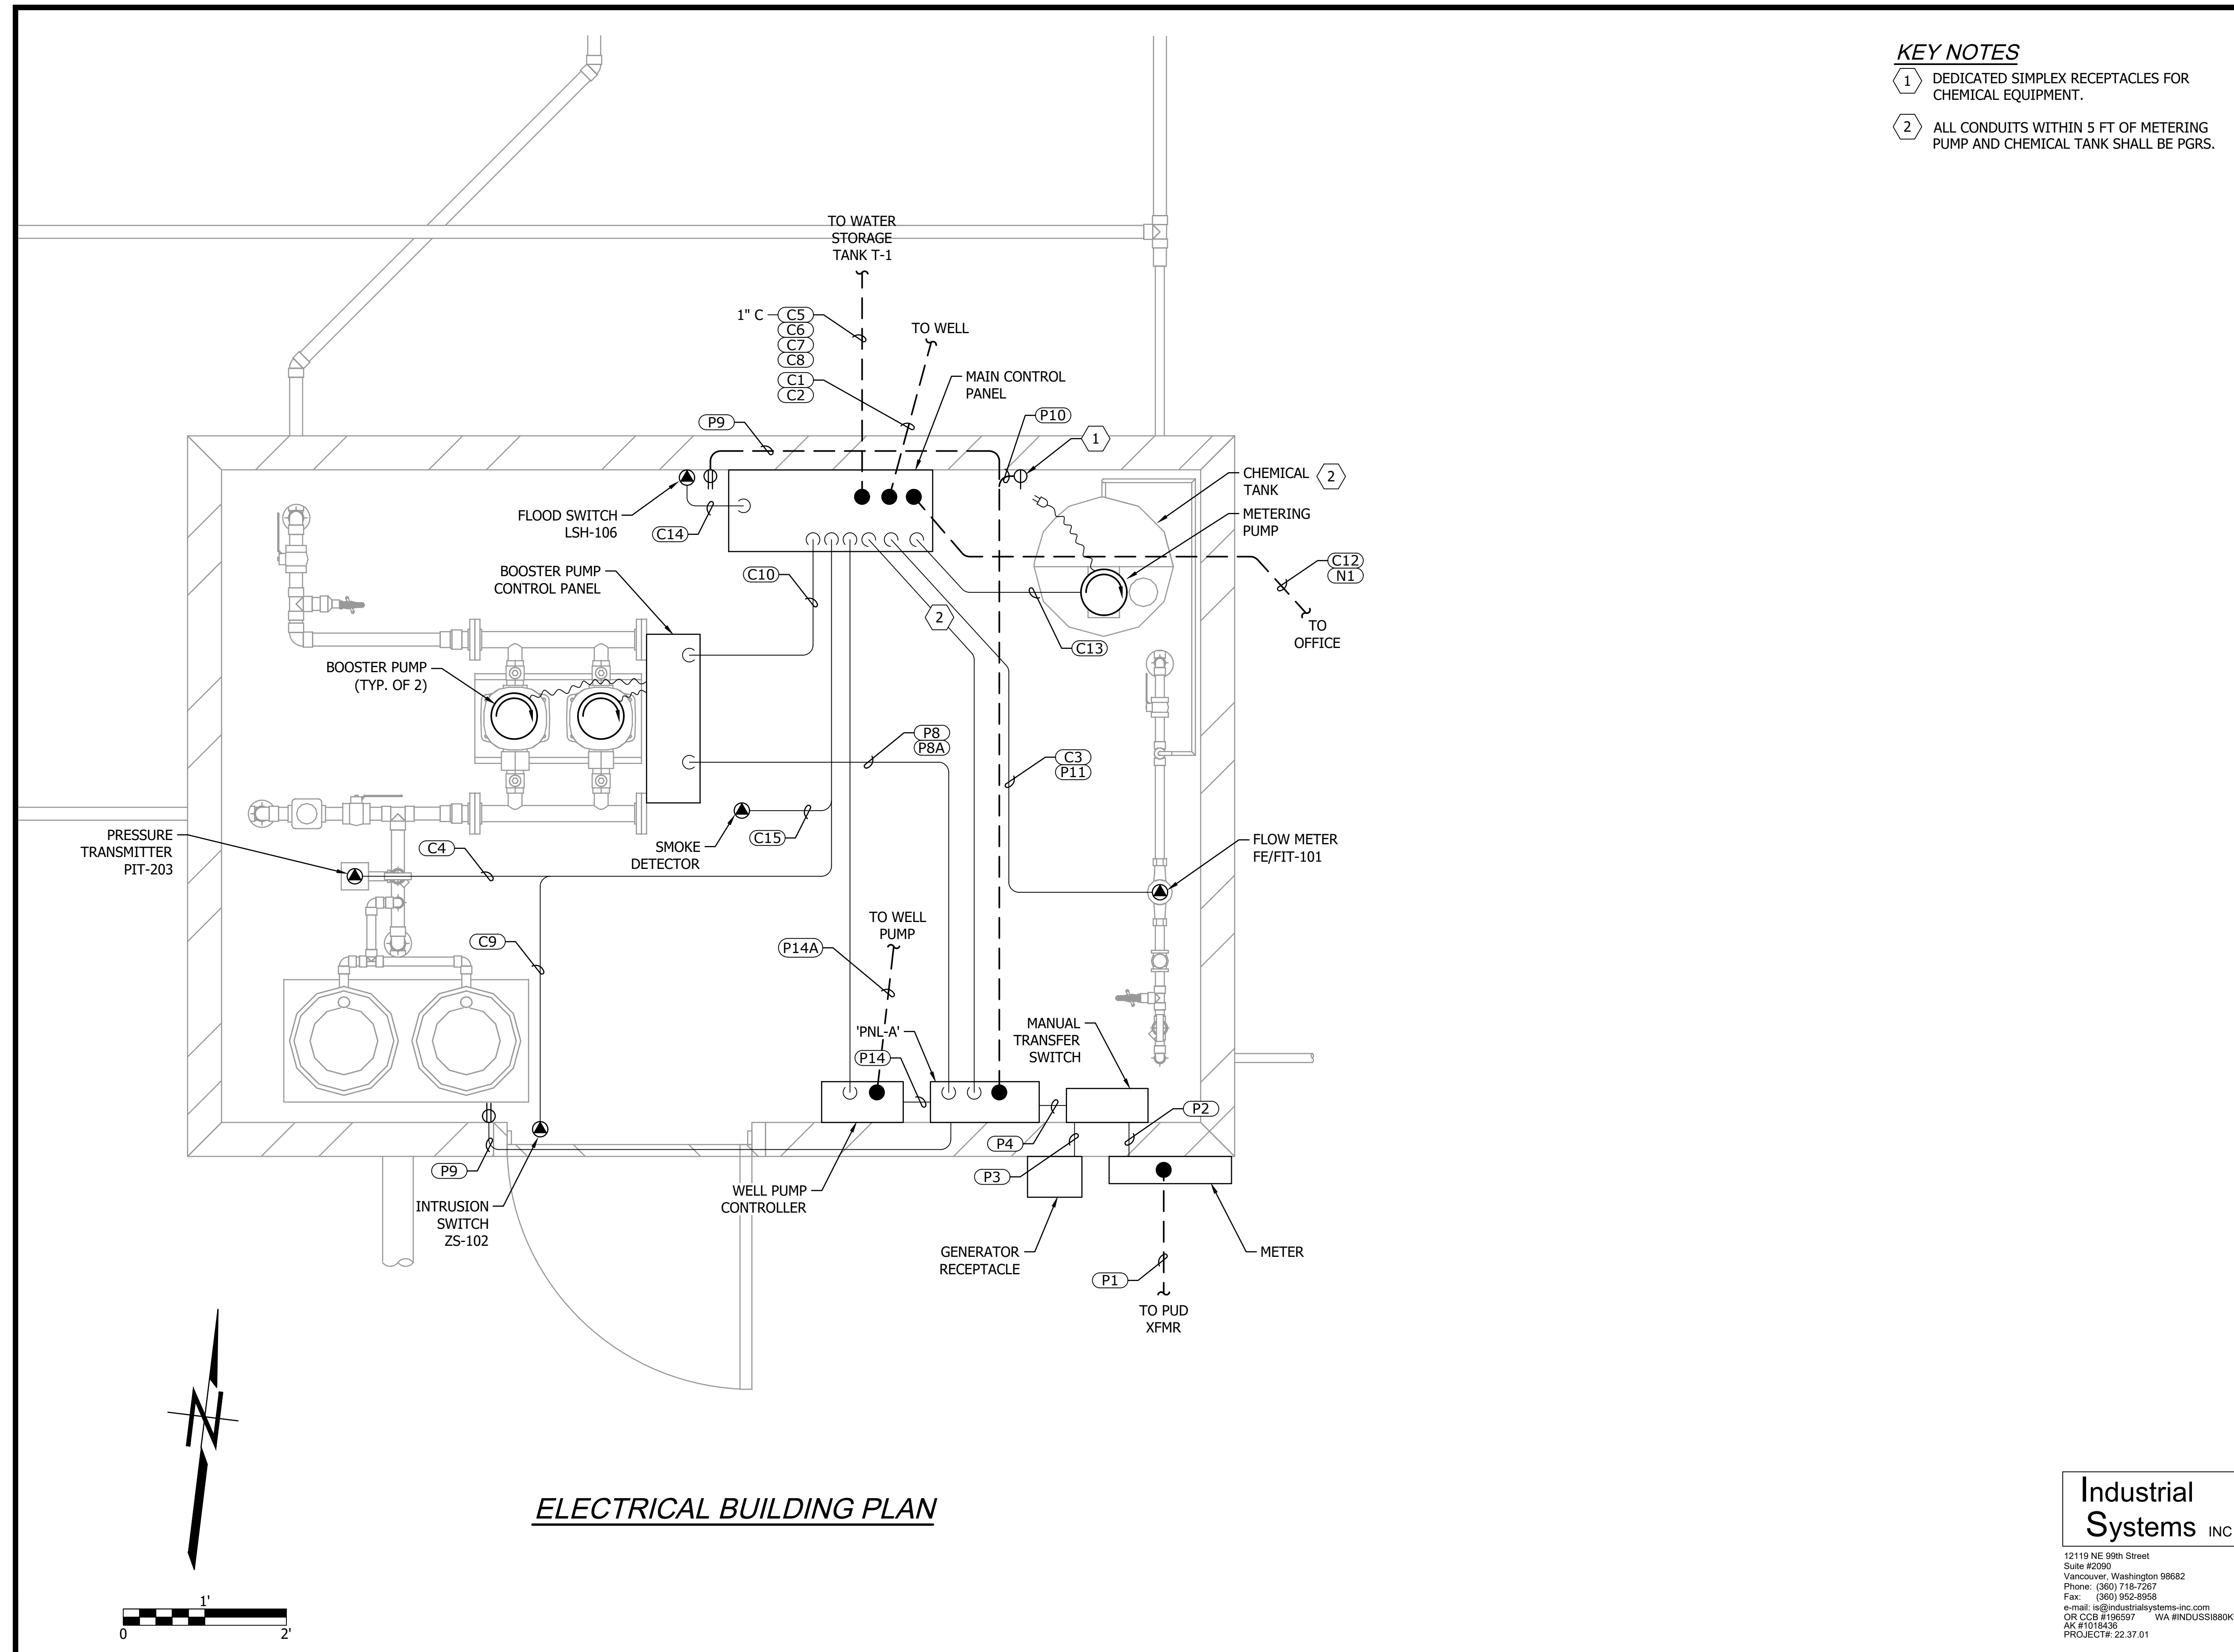 KEY NOTES
1 DEDICATED SIMPLEX RECEPTACLES FOR
CHEMICAL EQUIPMENT.
2 ALL CONDUITS WITHIN 5 FT OF METERING
PUMP AND CHEMICAL TANK SHALL BE PGRS.
TO WATER
STORAGE
TANK T-1
1" C
C5
C6
C7
C8
C1
C2
TO WELL
MAIN CONTROL
PANEL
P9
P10
1
CHEMICAL
TANK
2
METERING
PUMP
FLOOD SWITCH
LSH-106
C14
C12
N1
BOOSTER PUMP
CONTROL PANEL
C10
2
TO
OFFICE
C13
BOOSTER PUMP
(TYP. OF 2)
P8
P8A
C3
P11
PRESSURE
TRANSMITTER
PIT-203
C4
SMOKE
DETECTOR
C15
FLOW METER
FE/FIT-101
C9
TO WELL
PUMP
P14A
'PNL-A'
P14
MANUAL
TRANSFER
SWITCH
P2
P4
P3
P9
INTRUSION
SWITCH
ZS-102
WELL PUMP
CONTROLLER
GENERATOR
RECEPTACLE
METER
P1
TO PUD
XFMR
N
1'
0
2'
ELECTRICAL BUILDING PLAN
Industrial
Systems INC
12119 NE 99th Street
Suite #2090
Vancouver, Washington 98682
Phone: (360) 718-7267
Fax: (360) 952-8958
e-mail: is@industrialsystems-inc.com
OR CCB #196597 WA #INDUSSI880K
AK #1018436
PROJECT#: 22.37.01